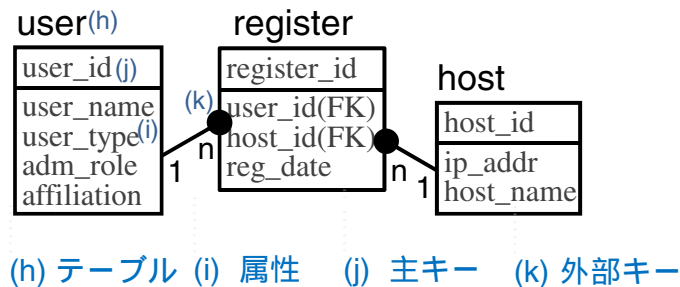 user(h)
user_id(j)
user_name
user_type(i)
adm_role
affiliation
register
register_id
(k)
user_id(FK)
host_id(FK)
reg_date
host
host_id
ip_addr
host_name
1
n
n
1
(h) テーブル (i) 属性 (j) 主キー (k) 外部キー